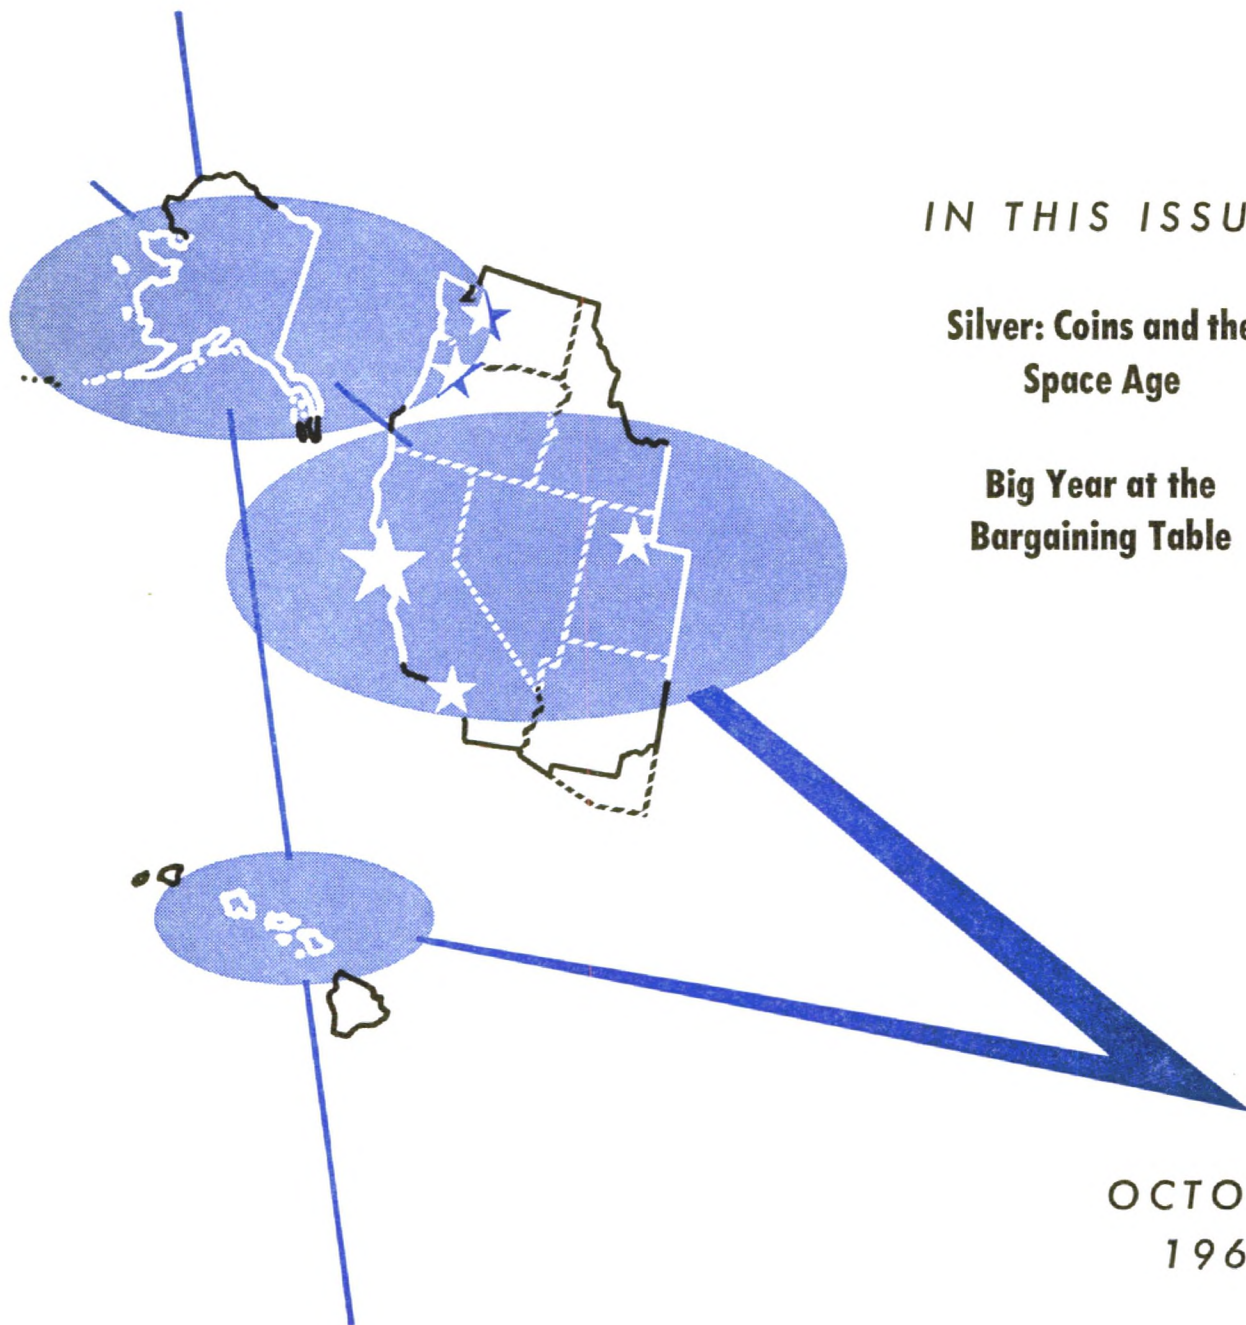 IN THIS ISSU
Silver: Coins and the
Space Age
Big Year at the
Bargaining Table
OCTO
196